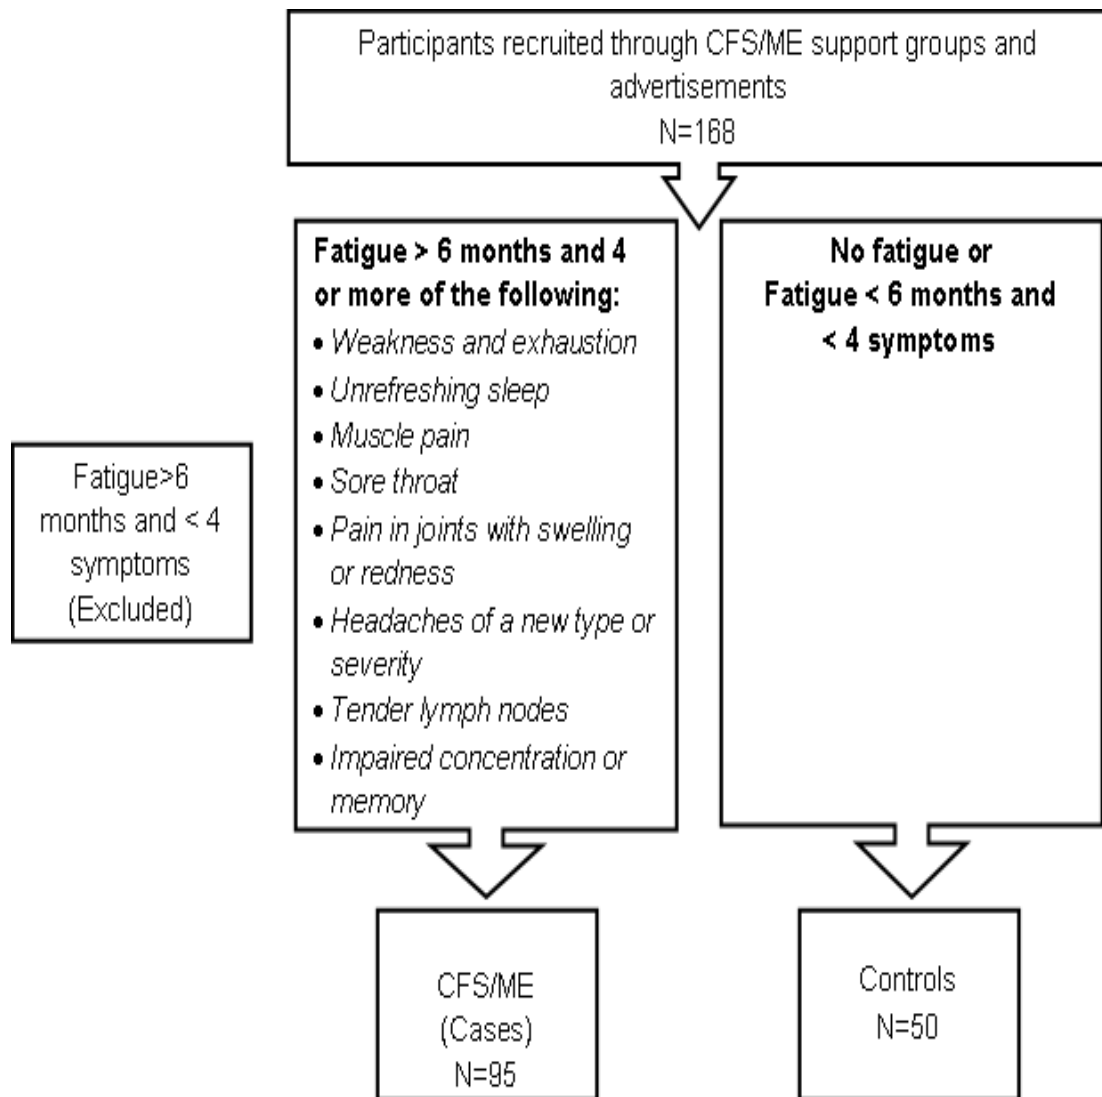 Participants recruited through CFS/ME support groups and
advertisements
N=168
Fatigue > 6 months and 4
or more of the following:
• Weakness and exhaustion
• Unrefreshing sleep
• Muscle pain
• Sore throat
• Pain in joints with swelling
or redness
• Headaches of a new type or
severity
• Tender lymph nodes
• Impaired concentration or
memory
No fatigue or
Fatigue < 6 months and
< 4 symptoms
Fatigue>6
months and < 4
symptoms
(Excluded)
CFS/ME
(Cases)
N=95
Controls
N=50